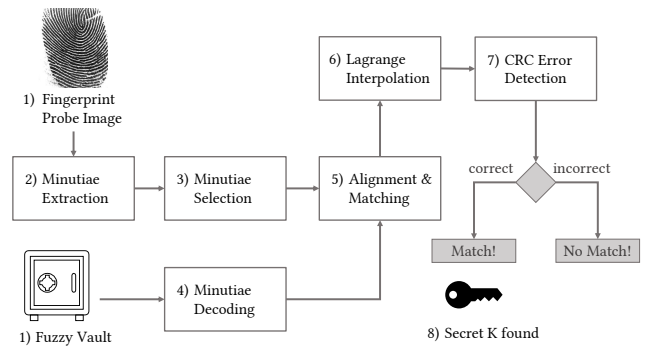 1) Fingerprint
Probe Image
2) Minutiae
Extraction
3) Minutiae
Selection
5) Alignment &
Matching
6) Lagrange
Interpolation
7) CRC Error
Detection
correct
incorrect
Match!
No Match!
1) Fuzzy Vault
4) Minutiae
Decoding
8) Secret K found